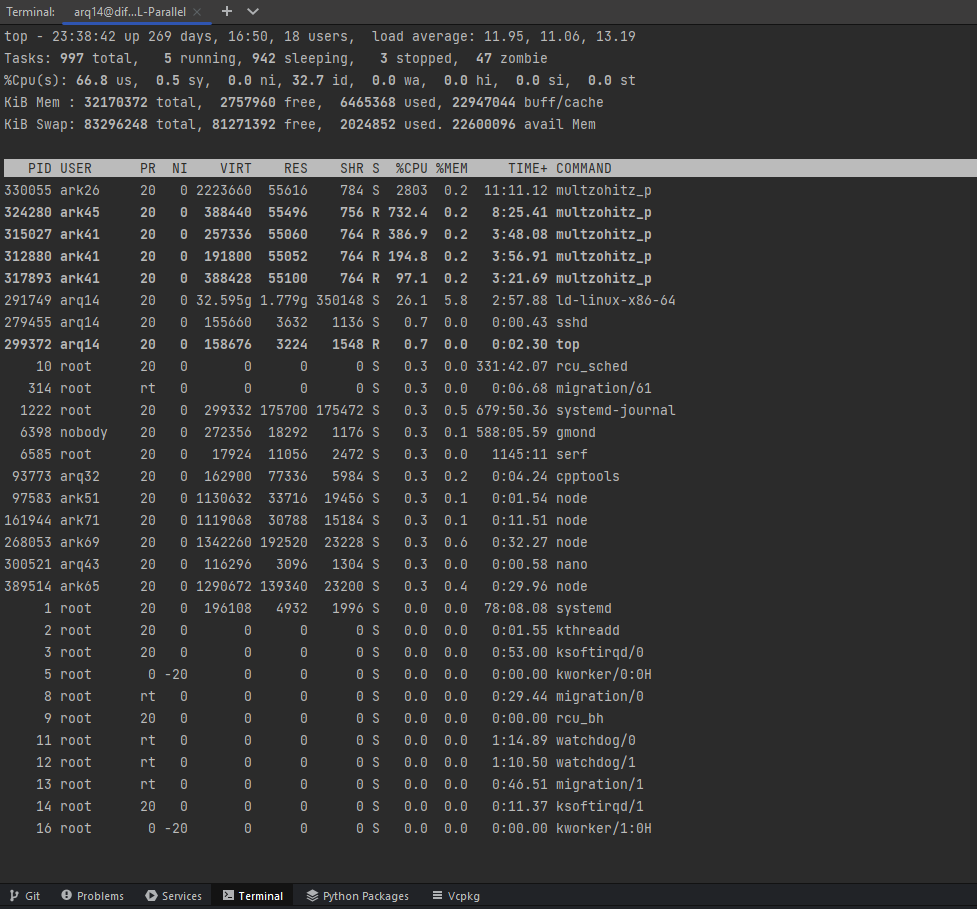 Terminal: arq14@dif...L-Parallel × +
top - 23:38:42 up 269 days, 16:50, 18 users,  load average: 11.95, 11.06, 13.19
Tasks: 997 total,   5 running, 942 sleeping,   3 stopped,  47 zombie
%Cpu(s): 66.8 us,  0.5 sy,  0.0 ni, 32.7 id,  0.0 wa,  0.0 hi,  0.0 si,  0.0 st
KiB Mem : 32170372 total,  2757960 free,  6465368 used, 22947044 buff/cache
KiB Swap: 83296248 total, 81271392 free,  2024852 used. 22600096 avail Mem
   PID USER      PR  NI    VIRT    RES    SHR S  %CPU %MEM     TIME+ COMMAND
330055 ark26     20   0 2223660  55616    784 S  2803  0.2  11:11.12 multzohitz_p
324280 ark45     20   0  388440  55496    756 R 732.4  0.2   8:25.41 multzohitz_p
315027 ark41     20   0  257336  55060    764 R 386.9  0.2   3:48.08 multzohitz_p
312880 ark41     20   0  191800  55052    764 R 194.8  0.2   3:56.91 multzohitz_p
317893 ark41     20   0  388428  55100    764 R  97.1  0.2   3:21.69 multzohitz_p
291749 arq14     20   0 32.595g 1.779g 350148 S  26.1  5.8   2:57.88 ld-linux-x86-64
279455 arq14     20   0  155660   3632   1136 S   0.7  0.0   0:00.43 sshd
299372 arq14     20   0  158676   3224   1548 R   0.7  0.0   0:02.30 top
    10 root      20   0       0      0      0 S   0.3  0.0 331:42.07 rcu_sched
   314 root      rt   0       0      0      0 S   0.3  0.0   0:06.68 migration/61
  1222 root      20   0  299332 175700 175472 S   0.3  0.5 679:50.36 systemd-journal
  6398 nobody    20   0  272356  18292   1176 S   0.3  0.1 588:05.59 gmond
  6585 root      20   0   17924  11056   2472 S   0.3  0.0   1145:11 serf
 93773 arq32     20   0  162900  77336   5984 S   0.3  0.2   0:04.24 cpptools
 97583 ark51     20   0 1130632  33716  19456 S   0.3  0.1   0:01.54 node
161944 ark71     20   0 1119068  30788  15184 S   0.3  0.1   0:11.51 node
268053 ark69     20   0 1342260 192520  23228 S   0.3  0.6   0:32.27 node
300521 arq43     20   0  116296   3096   1304 S   0.3  0.0   0:00.58 nano
389514 ark65     20   0 1290672 139340  23200 S   0.3  0.4   0:29.96 node
     1 root      20   0  196108   4932   1996 S   0.0  0.0  78:08.08 systemd
     2 root      20   0       0      0      0 S   0.0  0.0   0:01.55 kthreadd
     3 root      20   0       0      0      0 S   0.0  0.0   0:53.00 ksoftirqd/0
     5 root       0 -20       0      0      0 S   0.0  0.0   0:00.00 kworker/0:0H
     8 root      rt   0       0      0      0 S   0.0  0.0   0:29.44 migration/0
     9 root      20   0       0      0      0 S   0.0  0.0   0:00.00 rcu_bh
    11 root      rt   0       0      0      0 S   0.0  0.0   1:14.89 watchdog/0
    12 root      rt   0       0      0      0 S   0.0  0.0   1:10.50 watchdog/1
    13 root      rt   0       0      0      0 S   0.0  0.0   0:46.51 migration/1
    14 root      20   0       0      0      0 S   0.0  0.0   0:11.37 ksoftirqd/1
    16 root       0 -20       0      0      0 S   0.0  0.0   0:00.00 kworker/1:0H
Git Problems Services Terminal Python Packages Vcpkg